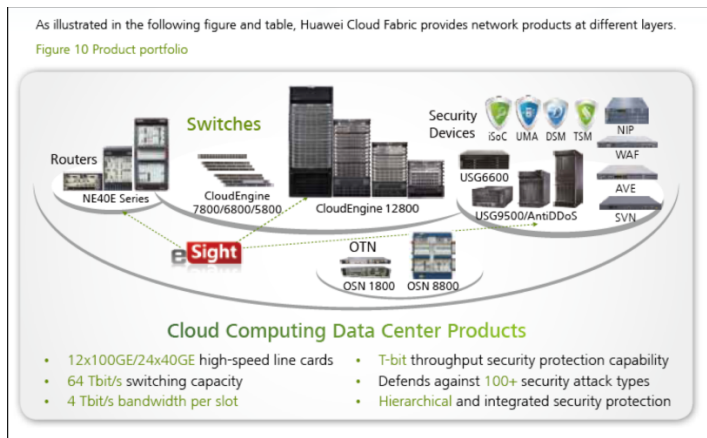 As illustrated in the following figure and table, Huawei Cloud Fabric provides network products at different layers.
Figure 10 Product portfolio
Switches
Security
Devices
iSoC UMA DSM TSM
NIP
WAF
Routers
USG6600
NE40E Series
CloudEngine
7800/6800/5800
CloudEngine 12800
AVE
USG9500/AntiDDoS
SVN
eSight
OTN
OSN 1800
OSN 8800
Cloud Computing Data Center Products
• 12x100GE/24x40GE high-speed line cards
• 64 Tbit/s switching capacity
• 4 Tbit/s bandwidth per slot
• T-bit throughput security protection capability
• Defends against 100+ security attack types
• Hierarchical and integrated security protection